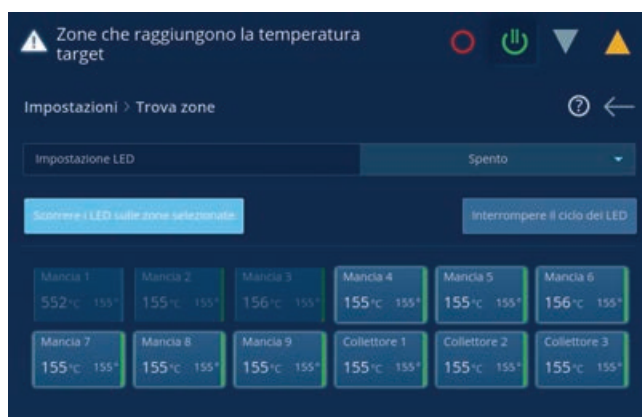 Zone che raggiungono la temperatura
target
Impostazioni > Trova zone
Impostazione LED Spento
Scorrere i LED sulle zone selezionate Interrompere il ciclo dei LED
Mancia 1 Mancia 2 Mancia 3 Mancia 4 Mancia 5 Mancia 6
552°C 155° 155°C 155° 156°C 155° 155°C 155° 155°C 155° 156°C 155°
Mancia 7 Mancia 8 Mancia 9 Collettore 1 Collettore 2 Collettore 3
155°C 155° 155°C 155° 155°C 155° 155°C 155° 155°C 155° 155°C 155°